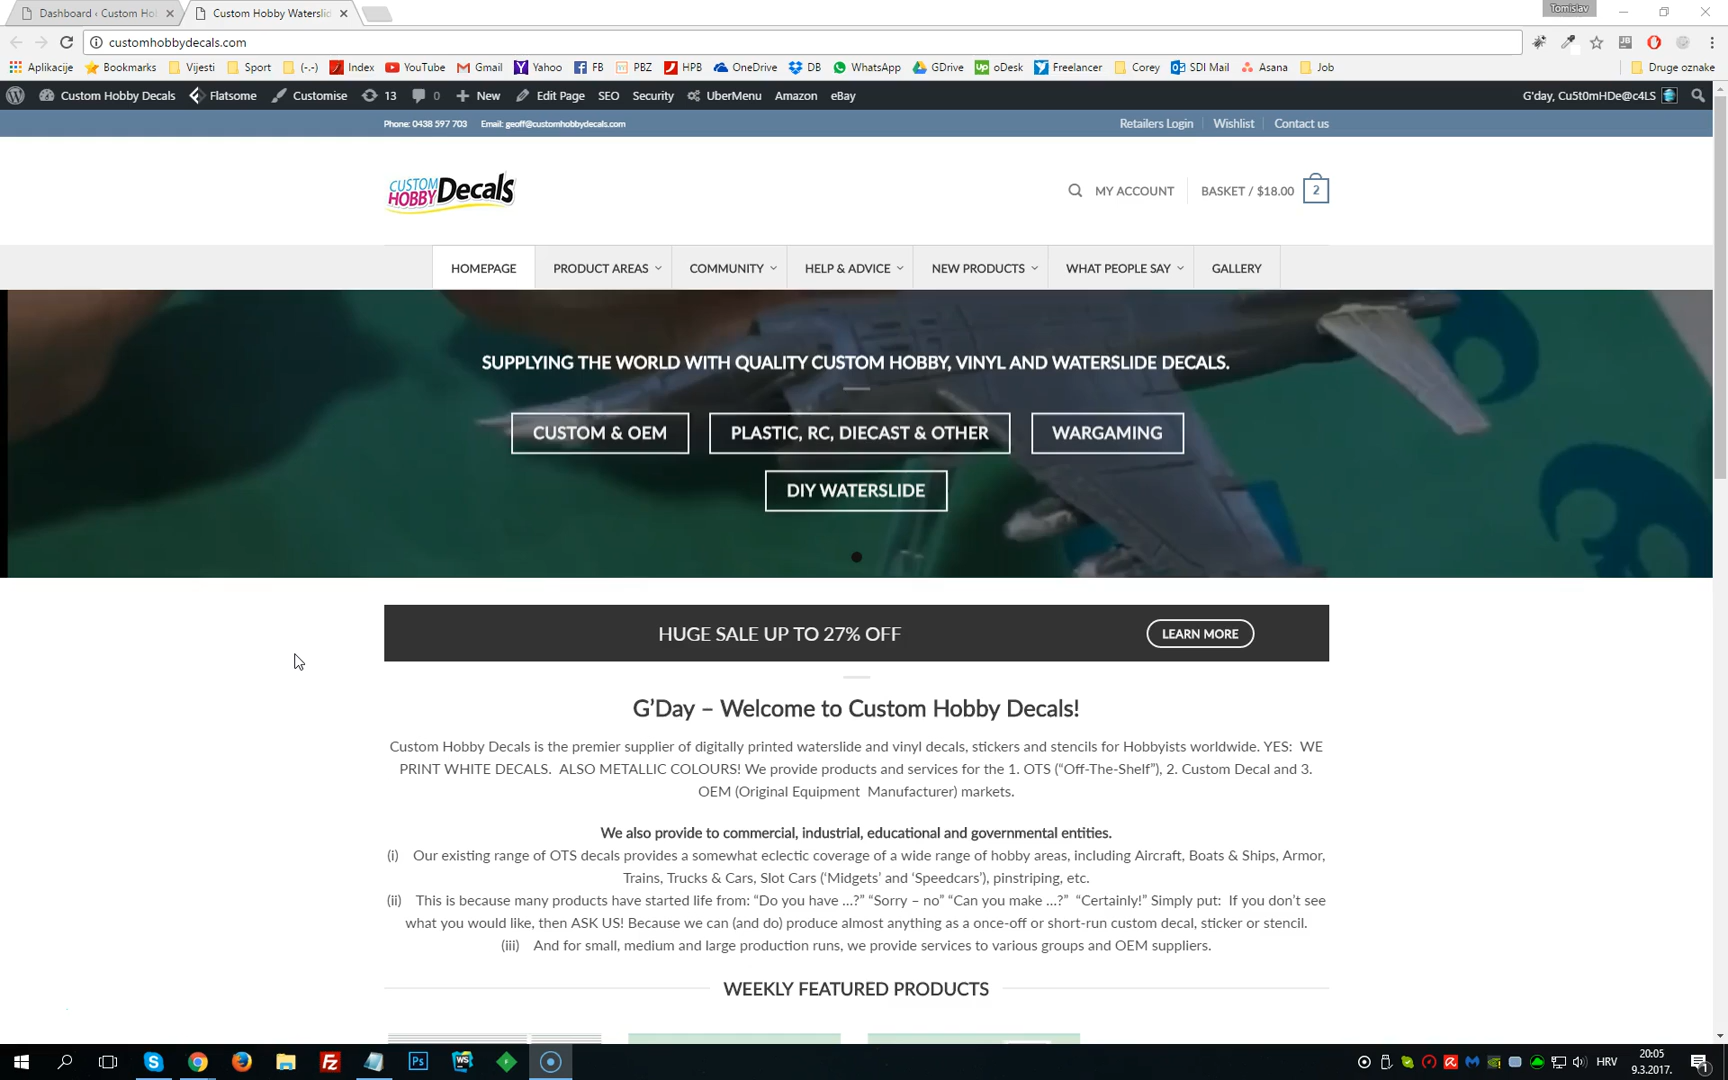 Dashboard ‹ Custom Ho
Custom Hobby Waterslid
Tomislav
customhobbydecals.com
Aplikacije Bookmarks Vijesti Sport (-.-) Index YouTube Gmail Yahoo FB PBZ HPB OneDrive DB WhatsApp GDrive oDesk Freelancer Corey SDI Mail Asana Job Druge oznake
Custom Hobby Decals Flatsome Customise 13 0 New Edit Page SEO Security UberMenu Amazon eBay G'day, Cu5t0mHDe@c4LS
Phone: 0438 597 703 Email: geoff@customhobbydecals.com Retailers Login Wishlist Contact us
CUSTOM HOBBY Decals
MY ACCOUNT BASKET / $18.00 2
HOMEPAGE PRODUCT AREAS COMMUNITY HELP & ADVICE NEW PRODUCTS WHAT PEOPLE SAY GALLERY
SUPPLYING THE WORLD WITH QUALITY CUSTOM HOBBY, VINYL AND WATERSLIDE DECALS.
CUSTOM & OEM PLASTIC, RC, DIECAST & OTHER WARGAMING
DIY WATERSLIDE
HUGE SALE UP TO 27% OFF LEARN MORE
G'Day – Welcome to Custom Hobby Decals!
Custom Hobby Decals is the premier supplier of digitally printed waterslide and vinyl decals, stickers and stencils for Hobbyists worldwide. YES: WE
PRINT WHITE DECALS. ALSO METALLIC COLOURS! We provide products and services for the 1. OTS ("Off-The-Shelf"), 2. Custom Decal and 3.
OEM (Original Equipment Manufacturer) markets.
We also provide to commercial, industrial, educational and governmental entities.
(i) Our existing range of OTS decals provides a somewhat eclectic coverage of a wide range of hobby areas, including Aircraft, Boats & Ships, Armor,
Trains, Trucks & Cars, Slot Cars ('Midgets' and 'Speedcars'), pinstriping, etc.
(ii) This is because many products have started life from: "Do you have ...?" "Sorry – no" "Can you make ...?" "Certainly!" Simply put: If you don't see
what you would like, then ASK US! Because we can (and do) produce almost anything as a once-off or short-run custom decal, sticker or stencil.
(iii) And for small, medium and large production runs, we provide services to various groups and OEM suppliers.
WEEKLY FEATURED PRODUCTS
HRV
20:05
9.3.2017.
1